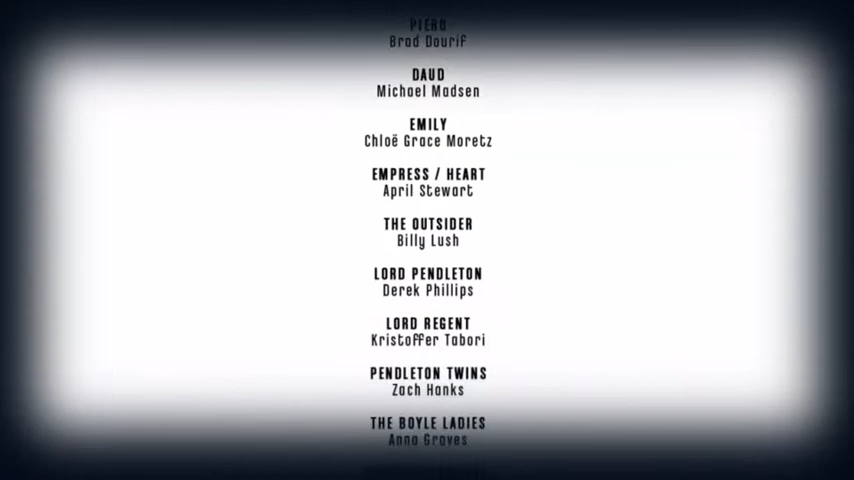 PIERO
Brad Dourif
DAUD
Michael Madsen
EMILY
Chloë Grace Moretz
EMPRESS / HEART
April Stewart
THE OUTSIDER
Billy Lush
LORD PENDLETON
Derek Phillips
LORD REGENT
Kristoffer Tabori
PENDLETON TWINS
Zach Hanks
THE BOYLE LADIES
Anna Graves